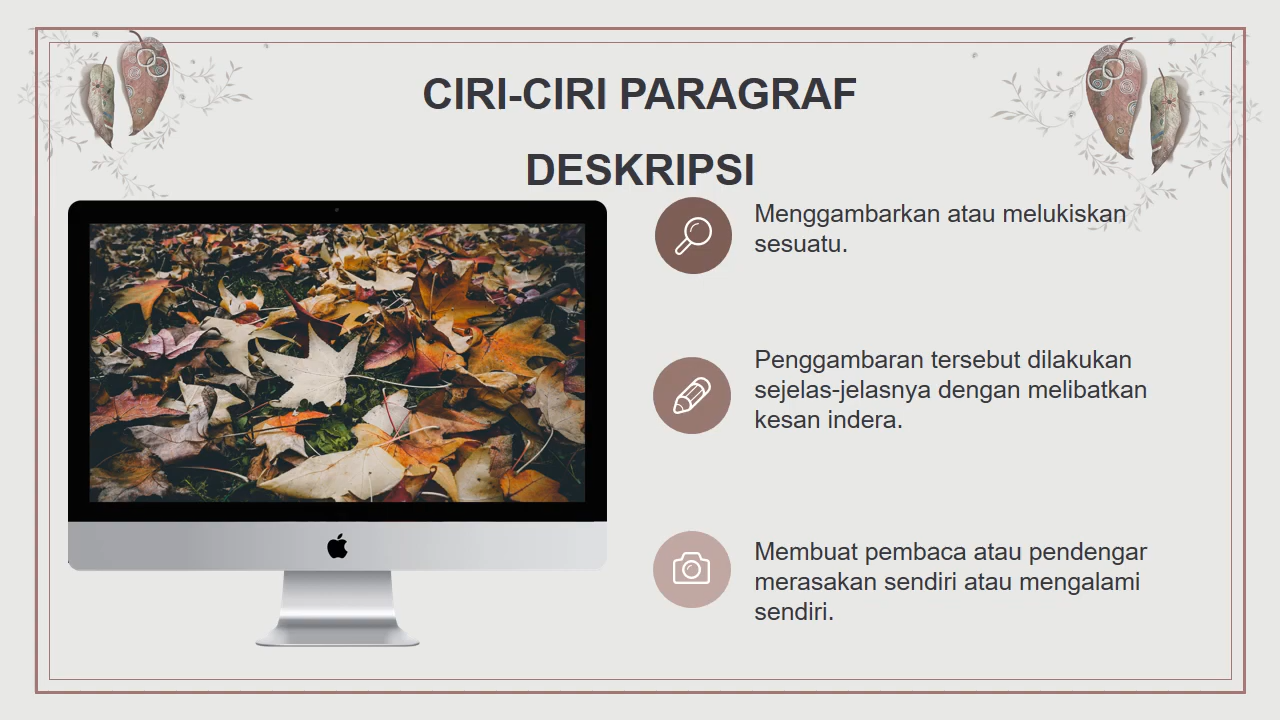 CIRI-CIRI PARAGRAF
DESKRIPSI
Menggambarkan atau melukiskan
sesuatu.
Penggambaran tersebut dilakukan
sejelas-jelasnya dengan melibatkan
kesan indera.
Membuat pembaca atau pendengar
merasakan sendiri atau mengalami
sendiri.